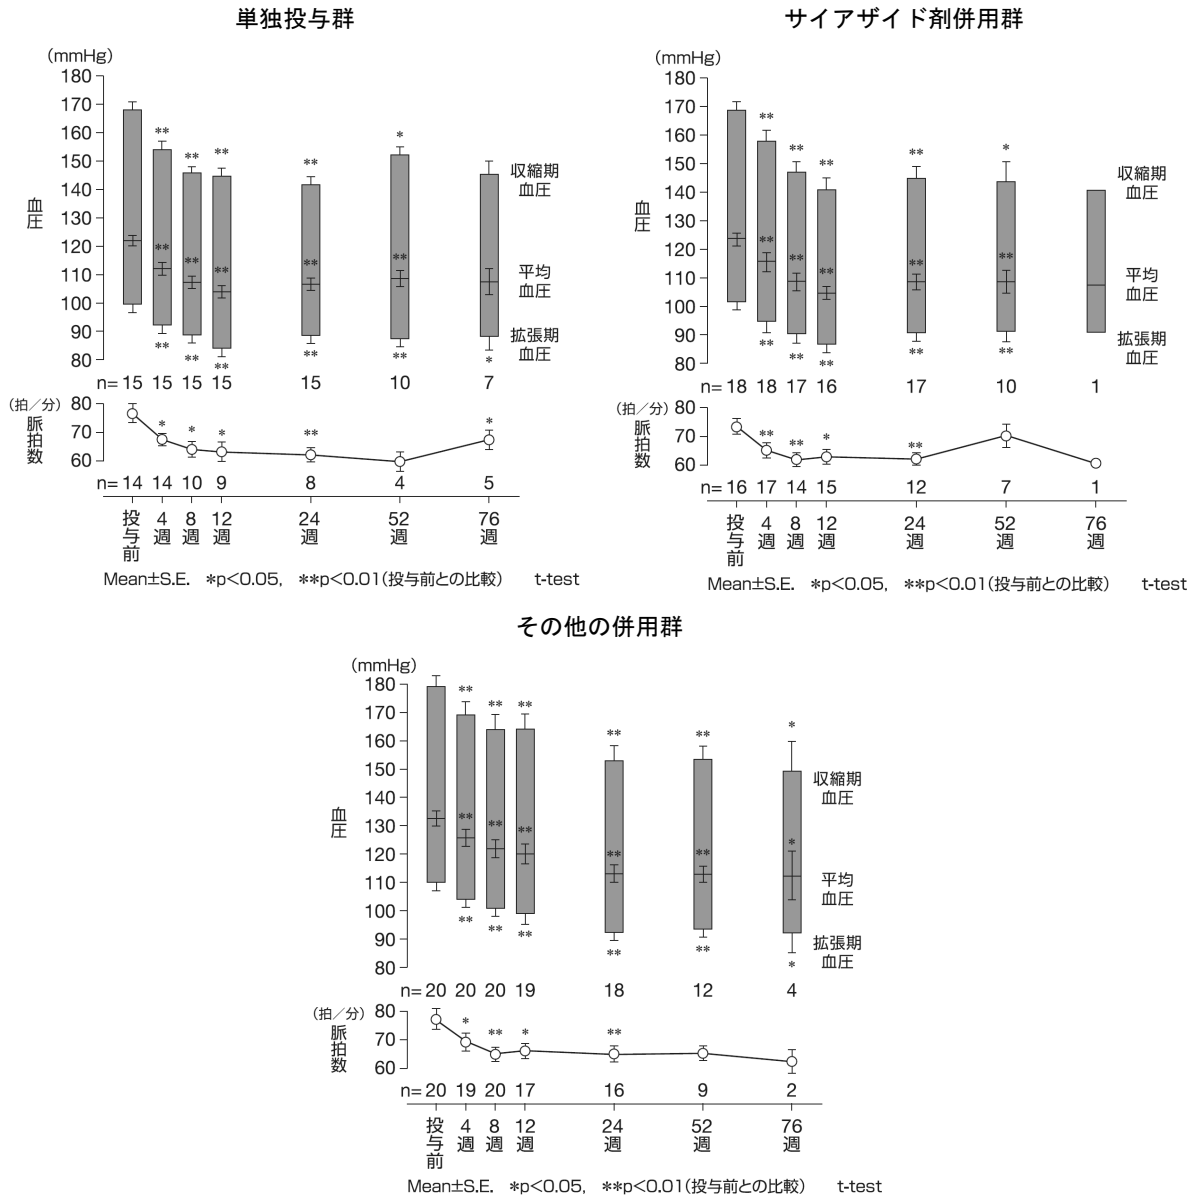 単独投与群
(mmHg)
180
170
160
150
140
130
120
110
100
90
80
血圧
** ** ** ** *
** ** ** ** **
** ** ** ** ** *
収縮期
血圧
平均
血圧
拡張期
血圧
n= 15 15 15 15 15 10 7
(拍/分)
脈拍数
80
70
60
* * * ** *
n= 14 14 10 9 8 4 5
投与前 4週 8週 12週 24週 52週 76週
Mean±S.E. *p<0.05, **p<0.01(投与前との比較) t-test
サイアザイド剤併用群
(mmHg)
180
170
160
150
140
130
120
110
100
90
80
血圧
** ** ** ** *
** ** ** ** **
** ** ** ** **
収縮期
血圧
平均
血圧
拡張期
血圧
n= 18 18 17 16 17 10 1
(拍/分)
脈拍数
80
70
60
** ** * **
n= 16 17 14 15 12 7 1
投与前 4週 8週 12週 24週 52週 76週
Mean±S.E. *p<0.05, **p<0.01(投与前との比較) t-test
その他の併用群
(mmHg)
180
170
160
150
140
130
120
110
100
90
80
血圧
** ** ** ** ** *
** ** ** ** ** *
** ** ** ** ** *
収縮期
血圧
平均
血圧
拡張期
血圧
n= 20 20 20 19 18 12 4
(拍/分)
脈拍数
80
70
60
* ** * **
n= 20 19 20 17 16 9 2
投与前 4週 8週 12週 24週 52週 76週
Mean±S.E. *p<0.05, **p<0.01(投与前との比較) t-test